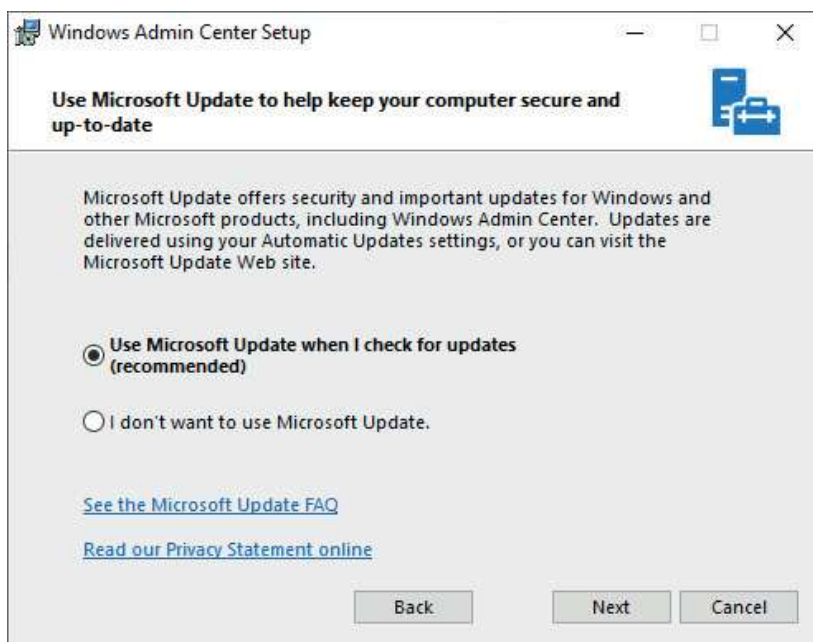 Windows Admin Center Setup
Use Microsoft Update to help keep your computer secure and
up-to-date
Microsoft Update offers security and important updates for Windows and
other Microsoft products, including Windows Admin Center.  Updates are
delivered using your Automatic Updates settings, or you can visit the
Microsoft Update Web site.
Use Microsoft Update when I check for updates
(recommended)
I don't want to use Microsoft Update.
See the Microsoft Update FAQ
Read our Privacy Statement online
Back
Next
Cancel